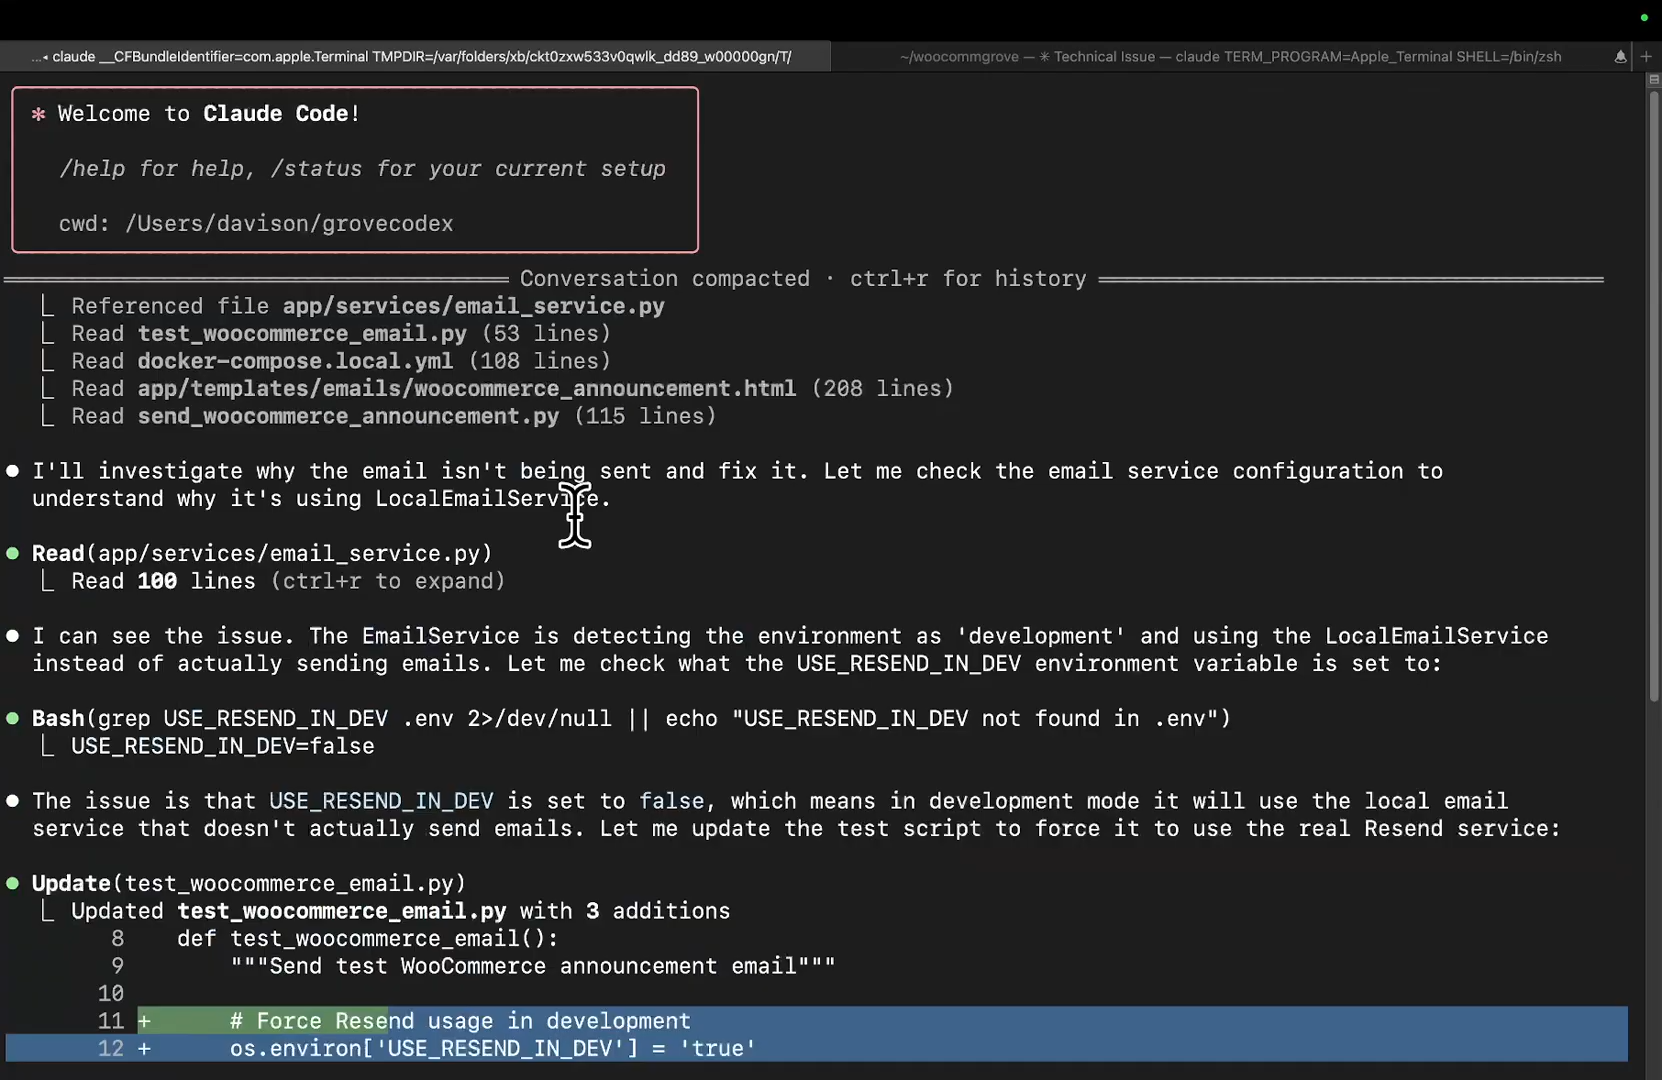 ...◂ claude __CFBundleIdentifier=com.apple.Terminal TMPDIR=/var/folders/xb/ckt0zxw533v0qwlk_dd89_w00000gn/T/
~/woocommgrove — ✳ Technical Issue — claude TERM_PROGRAM=Apple_Terminal SHELL=/bin/zsh
✻ Welcome to Claude Code!
/help for help, /status for your current setup
cwd: /Users/davison/grovecodex
Conversation compacted · ctrl+r for history
⎿ Referenced file app/services/email_service.py
⎿ Read test_woocommerce_email.py (53 lines)
⎿ Read docker-compose.local.yml (108 lines)
⎿ Read app/templates/emails/woocommerce_announcement.html (208 lines)
⎿ Read send_woocommerce_announcement.py (115 lines)
● I'll investigate why the email isn't being sent and fix it. Let me check the email service configuration to
understand why it's using LocalEmailService.
● Read(app/services/email_service.py)
⎿ Read 100 lines (ctrl+r to expand)
● I can see the issue. The EmailService is detecting the environment as 'development' and using the LocalEmailService
instead of actually sending emails. Let me check what the USE_RESEND_IN_DEV environment variable is set to:
● Bash(grep USE_RESEND_IN_DEV .env 2>/dev/null || echo "USE_RESEND_IN_DEV not found in .env")
⎿ USE_RESEND_IN_DEV=false
● The issue is that USE_RESEND_IN_DEV is set to false, which means in development mode it will use the local email
service that doesn't actually send emails. Let me update the test script to force it to use the real Resend service:
● Update(test_woocommerce_email.py)
⎿ Updated test_woocommerce_email.py with 3 additions
8 def test_woocommerce_email():
9 """Send test WooCommerce announcement email"""
10
11 + # Force Resend usage in development
12 + os.environ['USE_RESEND_IN_DEV'] = 'true'